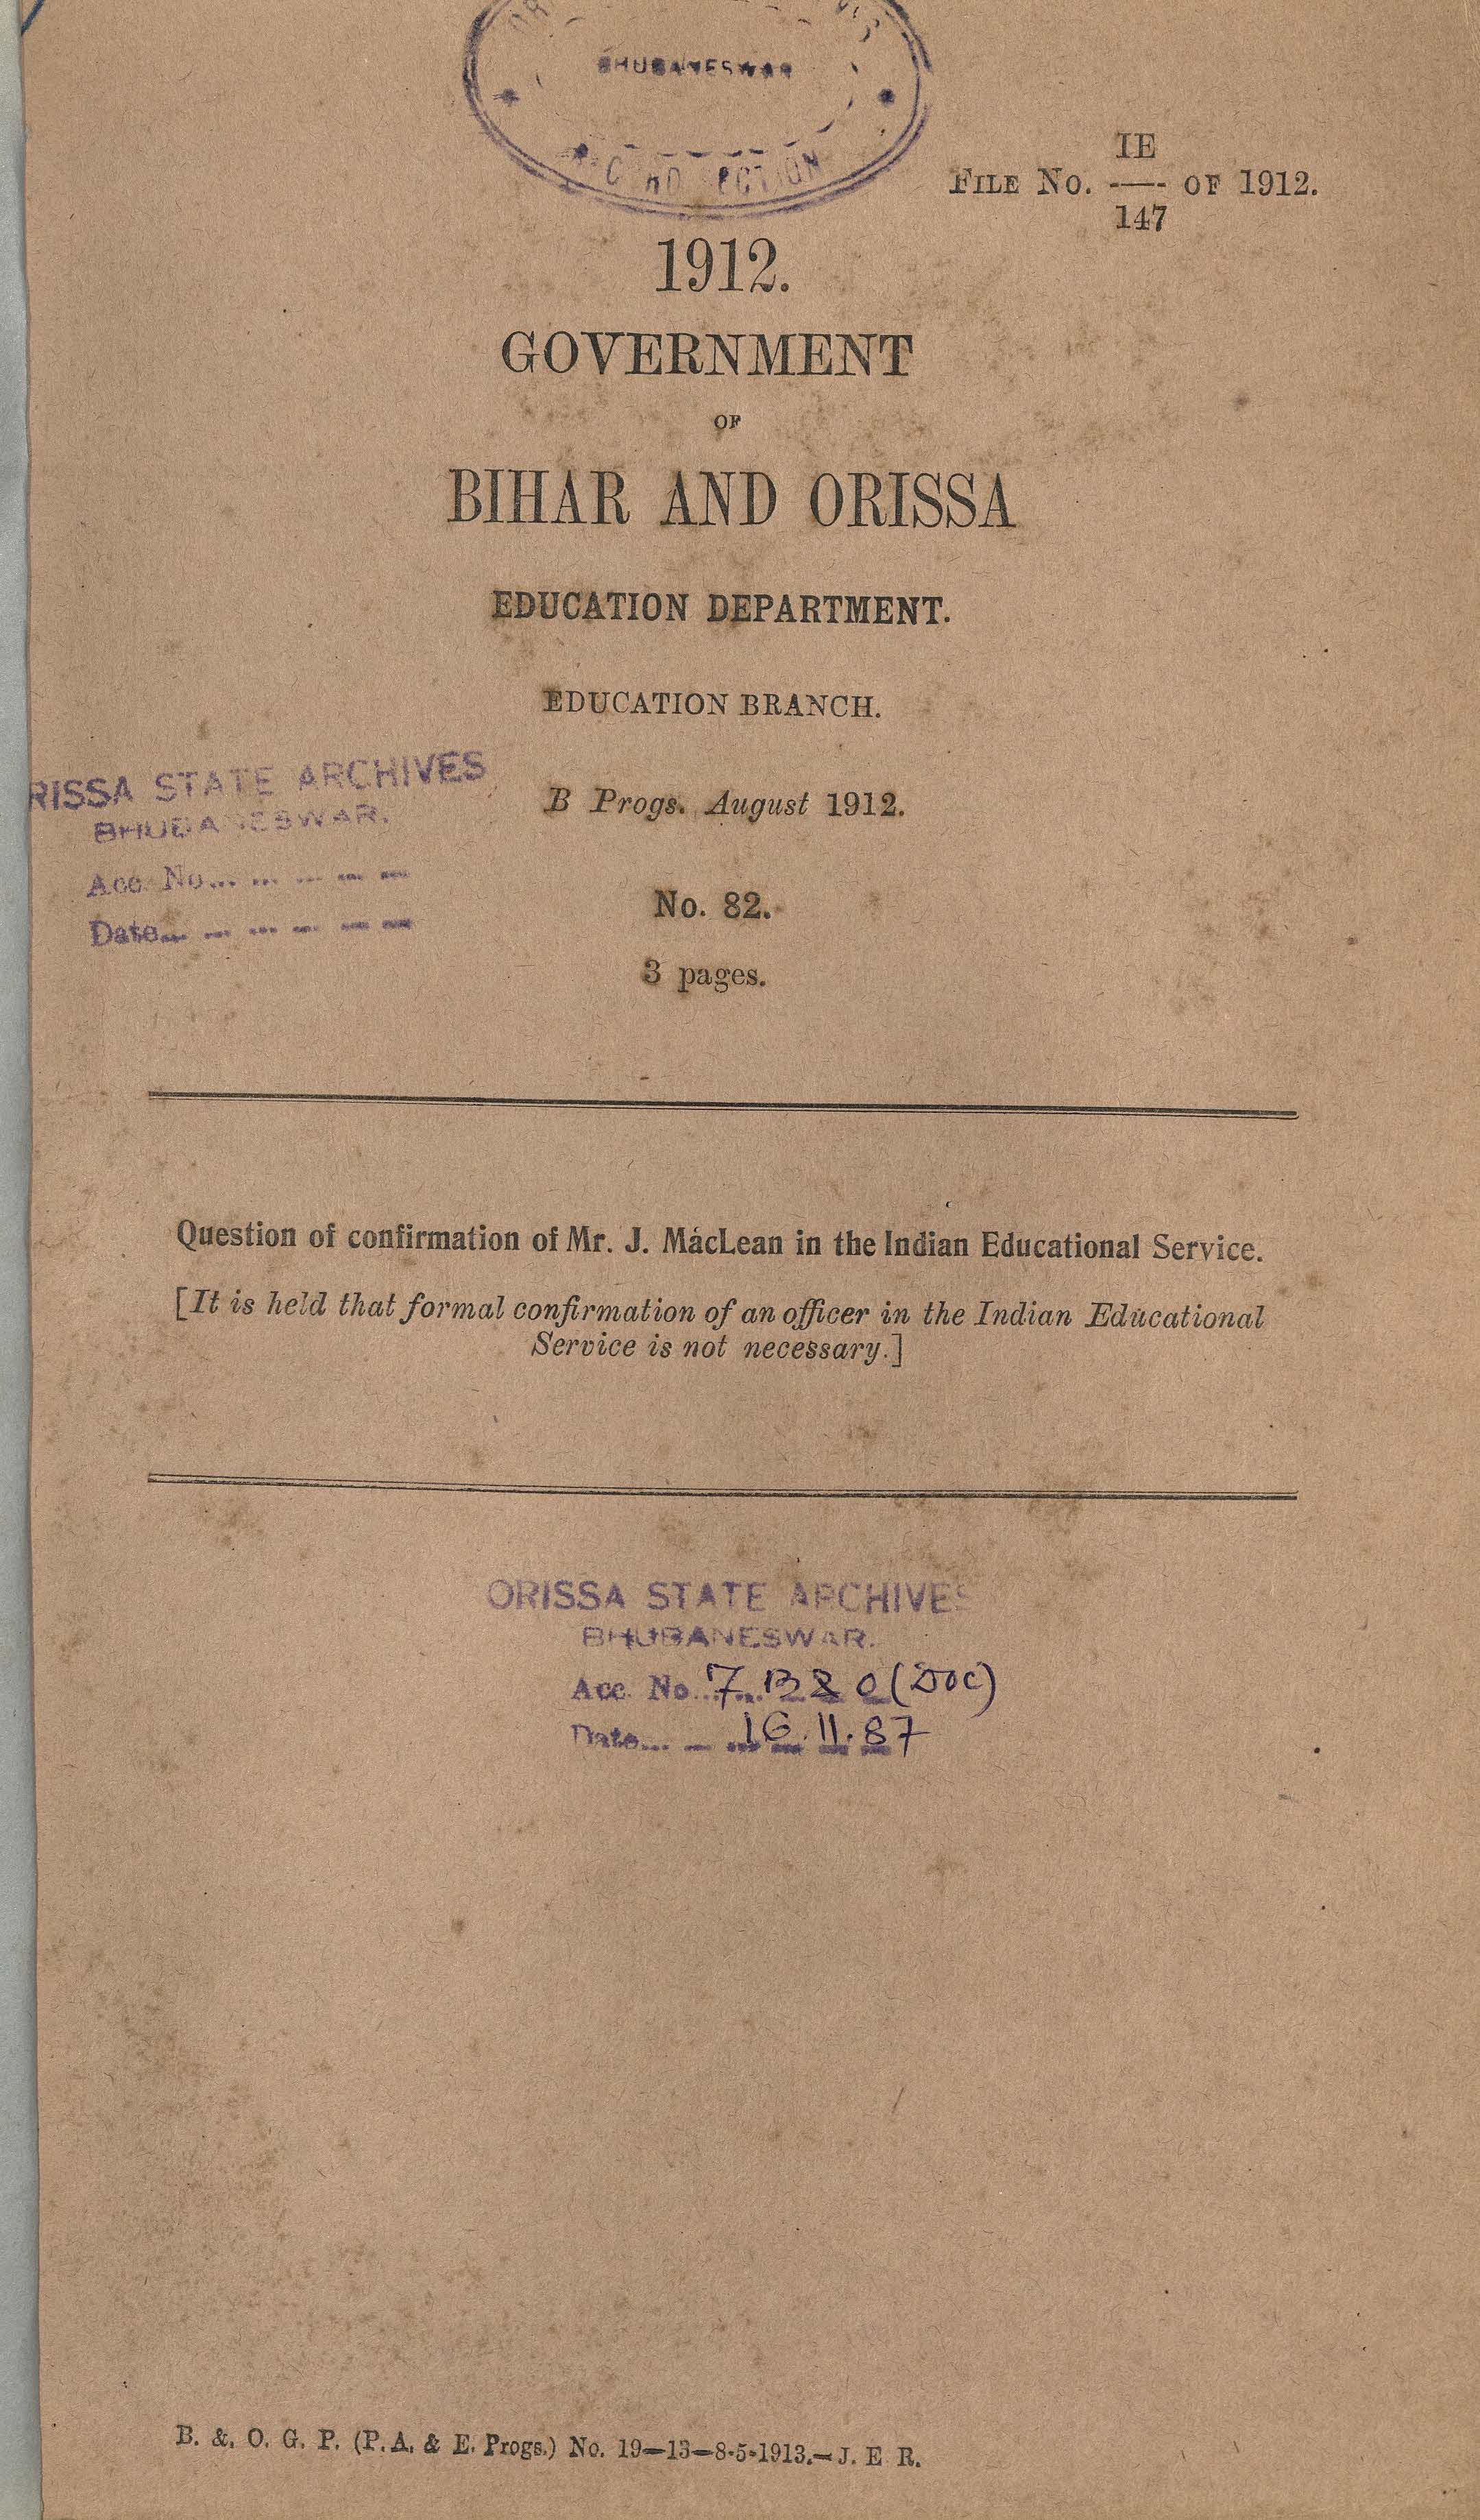 BHUBANESWAR
IE
FILE NO. ---- OF 1912.
147
1912.
GOVERNMENT
OF
BIHAR AND ORISSA
EDUCATION DEPARTMENT.
EDUCATION BRANCH.
RISSA STATE ARCHIVES
BHUBANESWAR.
Acc. No... ... --- -- --
Date... -- ... -- -- --
B Progs. August 1912.
No. 82.
3 pages.
Question of confirmation of Mr. J. MacLean in the Indian Educational Service.
[It is held that formal confirmation of an officer in the Indian Educational
Service is not necessary.]
ORISSA STATE ARCHIVES
BHUBANESWAR.
Acc. No. (DOC)
Date... 16.11.87
B. &. O. G. P. (P. A. & E. Progs.) No. 19—13—8-5-1913.—J. E R.